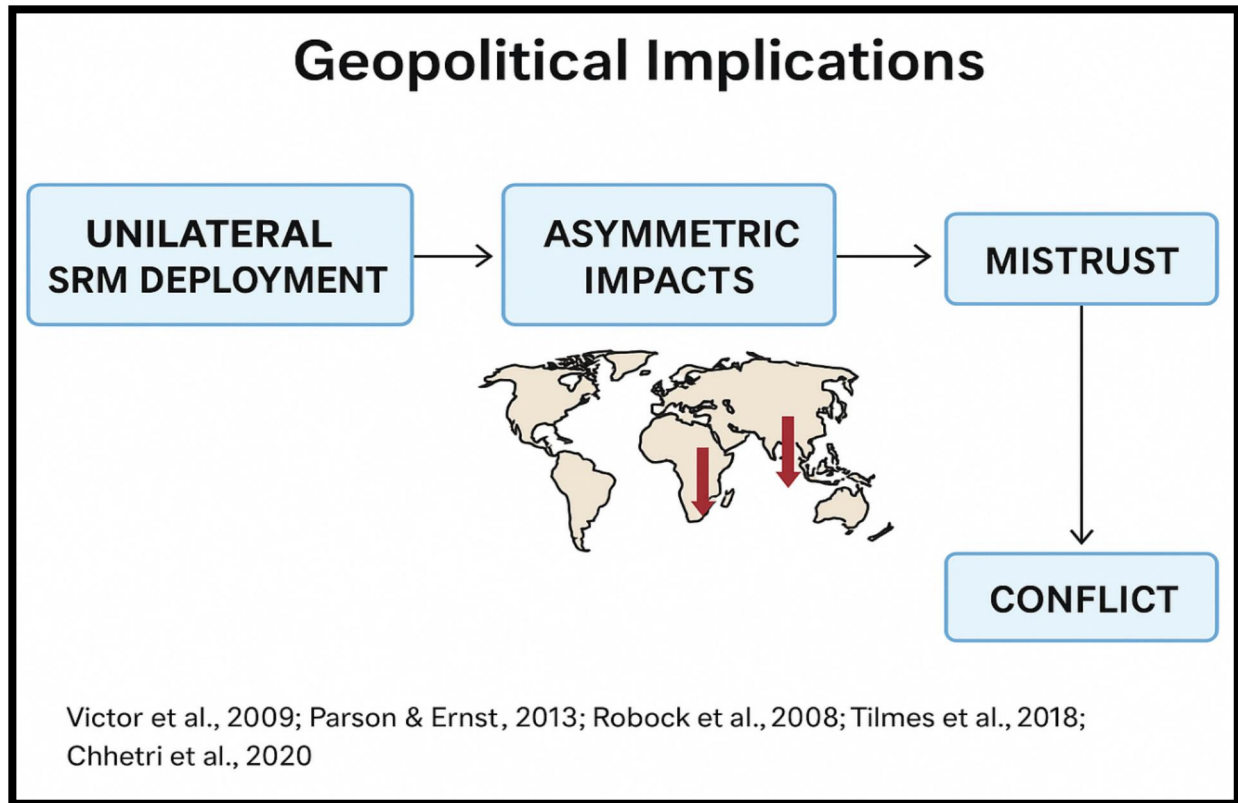 Geopolitical Implications
UNILATERAL
SRM DEPLOYMENT
ASYMMETRIC
IMPACTS
MISTRUST
CONFLICT
Victor et al., 2009; Parson & Ernst, 2013; Robock et al., 2008; Tilmes et al., 2018;
Chhetri et al., 2020